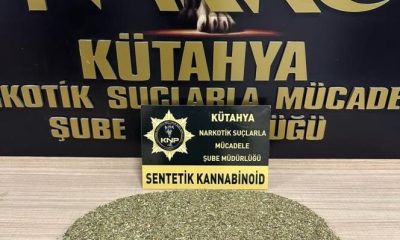 KÜTAHYA
NARKOTİK SUÇLARLA MÜCADELE
ŞUBE MÜDÜRLÜĞÜ
KNP
KÜTAHYA
NARKOTİK SUÇLARLA
MÜCADELE
ŞUBE MÜDÜRLÜĞÜ
SENTETİK KANNABİNOİD